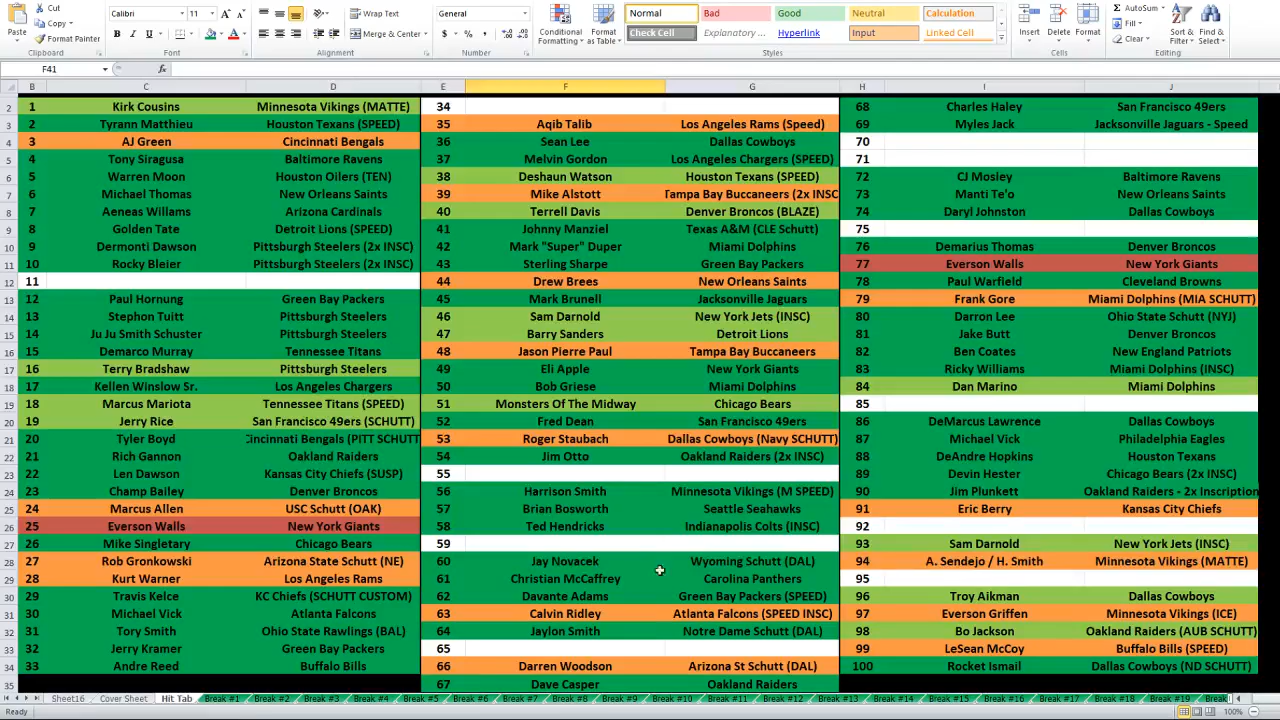 Cut Calibri 11 A A Wrap Text General Normal Bad Good Neutral Calculation AutoSum
Copy Fill
Paste Format Painter B I U A Merge & Center $ % , Conditional Formatting Format as Table Check Cell Explanatory ... Hyperlink Input Linked Cell Insert Delete Format Clear Sort & Filter Find & Select
Clipboard Font Alignment Number Styles Cells Editing
F41 fx
B C D E F G H I J
2 1 Kirk Cousins Minnesota Vikings (MATTE) 34 68 Charles Haley San Francisco 49ers
3 2 Tyrann Matthieu Houston Texans (SPEED) 35 Aqib Talib Los Angeles Rams (Speed) 69 Myles Jack Jacksonville Jaguars - Speed
4 3 AJ Green Cincinnati Bengals 36 Sean Lee Dallas Cowboys 70
5 4 Tony Siragusa Baltimore Ravens 37 Melvin Gordon Los Angeles Chargers (SPEED) 71
6 5 Warren Moon Houston Oilers (TEN) 38 Deshaun Watson Houston Texans (SPEED) 72 CJ Mosley Baltimore Ravens
7 6 Michael Thomas New Orleans Saints 39 Mike Alstott Tampa Bay Buccaneers (2x INSC 73 Manti Te'o New Orleans Saints
8 7 Aeneas Willams Arizona Cardinals 40 Terrell Davis Denver Broncos (BLAZE) 74 Daryl Johnston Dallas Cowboys
9 8 Golden Tate Detroit Lions (SPEED) 41 Johnny Manziel Texas A&M (CLE Schutt) 75
10 9 Dermonti Dawson Pittsburgh Steelers (2x INSC) 42 Mark "Super" Duper Miami Dolphins 76 Demarius Thomas Denver Broncos
11 10 Rocky Bleier Pittsburgh Steelers (2x INSC) 43 Sterling Sharpe Green Bay Packers 77 Everson Walls New York Giants
12 11 44 Drew Brees New Orleans Saints 78 Paul Warfield Cleveland Browns
13 12 Paul Hornung Green Bay Packers 45 Mark Brunell Jacksonville Jaguars 79 Frank Gore Miami Dolphins (MIA SCHUTT)
14 13 Stephon Tuitt Pittsburgh Steelers 46 Sam Darnold New York Jets (INSC) 80 Darron Lee Ohio State Schutt (NYJ)
15 14 Ju Ju Smith Schuster Pittsburgh Steelers 47 Barry Sanders Detroit Lions 81 Jake Butt Denver Broncos
16 15 Demarco Murray Tennessee Titans 48 Jason Pierre Paul Tampa Bay Buccaneers 82 Ben Coates New England Patriots
17 16 Terry Bradshaw Pittsburgh Steelers 49 Eli Apple New York Giants 83 Ricky Williams Miami Dolphins (INSC)
18 17 Kellen Winslow Sr. Los Angeles Chargers 50 Bob Griese Miami Dolphins 84 Dan Marino Miami Dolphins
19 18 Marcus Mariota Tennessee Titans (SPEED) 51 Monsters Of The Midway Chicago Bears 85
20 19 Jerry Rice San Francisco 49ers (SCHUTT) 52 Fred Dean San Francisco 49ers 86 DeMarcus Lawrence Dallas Cowboys
21 20 Tyler Boyd Cincinnati Bengals (PITT SCHUTT 53 Roger Staubach Dallas Cowboys (Navy SCHUTT) 87 Michael Vick Philadelphia Eagles
22 21 Rich Gannon Oakland Raiders 54 Jim Otto Oakland Raiders (2x INSC) 88 DeAndre Hopkins Houston Texans
23 22 Len Dawson Kansas City Chiefs (SUSP) 55 89 Devin Hester Chicago Bears (2x INSC)
24 23 Champ Bailey Denver Broncos 56 Harrison Smith Minnesota Vikings (M SPEED) 90 Jim Plunkett Oakland Raiders - 2x Inscription
25 24 Marcus Allen USC Schutt (OAK) 57 Brian Bosworth Seattle Seahawks 91 Eric Berry Kansas City Chiefs
26 25 Everson Walls New York Giants 58 Ted Hendricks Indianapolis Colts (INSC) 92
27 26 Mike Singletary Chicago Bears 59 93 Sam Darnold New York Jets (INSC)
28 27 Rob Gronkowski Arizona State Schutt (NE) 60 Jay Novacek Wyoming Schutt (DAL) 94 A. Sendejo / H. Smith Minnesota Vikings (MATTE)
29 28 Kurt Warner Los Angeles Rams 61 Christian McCaffrey Carolina Panthers 95
30 29 Travis Kelce KC Chiefs (SCHUTT CUSTOM) 62 Davante Adams Green Bay Packers (SPEED) 96 Troy Aikman Dallas Cowboys
31 30 Michael Vick Atlanta Falcons 63 Calvin Ridley Atlanta Falcons (SPEED INSC) 97 Everson Griffen Minnesota Vikings (ICE)
32 31 Tory Smith Ohio State Rawlings (BAL) 64 Jaylon Smith Notre Dame Schutt (DAL) 98 Bo Jackson Oakland Raiders (AUB SCHUTT)
33 32 Jerry Kramer Green Bay Packers 65 99 LeSean McCoy Buffalo Bills (SPEED)
34 33 Andre Reed Buffalo Bills 66 Darren Woodson Arizona St Schutt (DAL) 100 Rocket Ismail Dallas Cowboys (ND SCHUTT)
35 67 Dave Casper Oakland Raiders
Sheet16 Cover Sheet Hit Tab Break #1 Break #2 Break #3 Break #4 Break #5 Break #6 Break #7 Break #8 Break #9 Break #10 Break #11 Break #12 Break #13 Break #14 Break #15 Break #16 Break #17 Break #18 Break #19 Break
Ready 100%